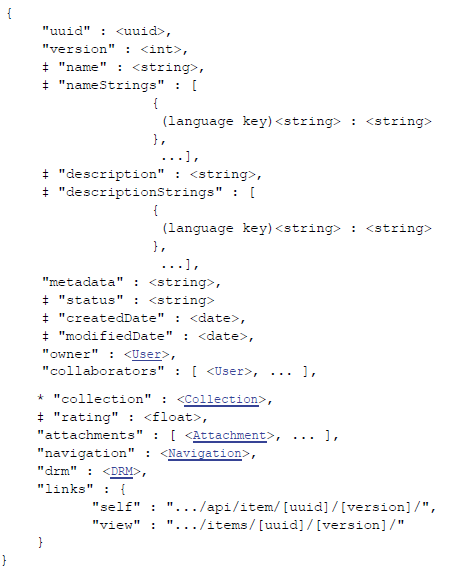 {
"uuid" : <uuid>,
"version" : <int>,
‡ "name" : <string>,
‡ "nameStrings" : [
{
(language key)<string> : <string>
},
...],
‡ "description" : <string>,
‡ "descriptionStrings" : [
{
(language key)<string> : <string>
},
...],
"metadata" : <string>,
‡ "status" : <string>
‡ "createdDate" : <date>,
‡ "modifiedDate" : <date>,
"owner" : <User>,
"collaborators" : [ <User>, ... ],
* "collection" : <Collection>,
‡ "rating" : <float>,
"attachments" : [ <Attachment>, ... ],
"navigation" : <Navigation>,
"drm" : <DRM>,
"links" : {
"self" : ".../api/item/[uuid]/[version]/",
"view" : ".../items/[uuid]/[version]/"
}
}